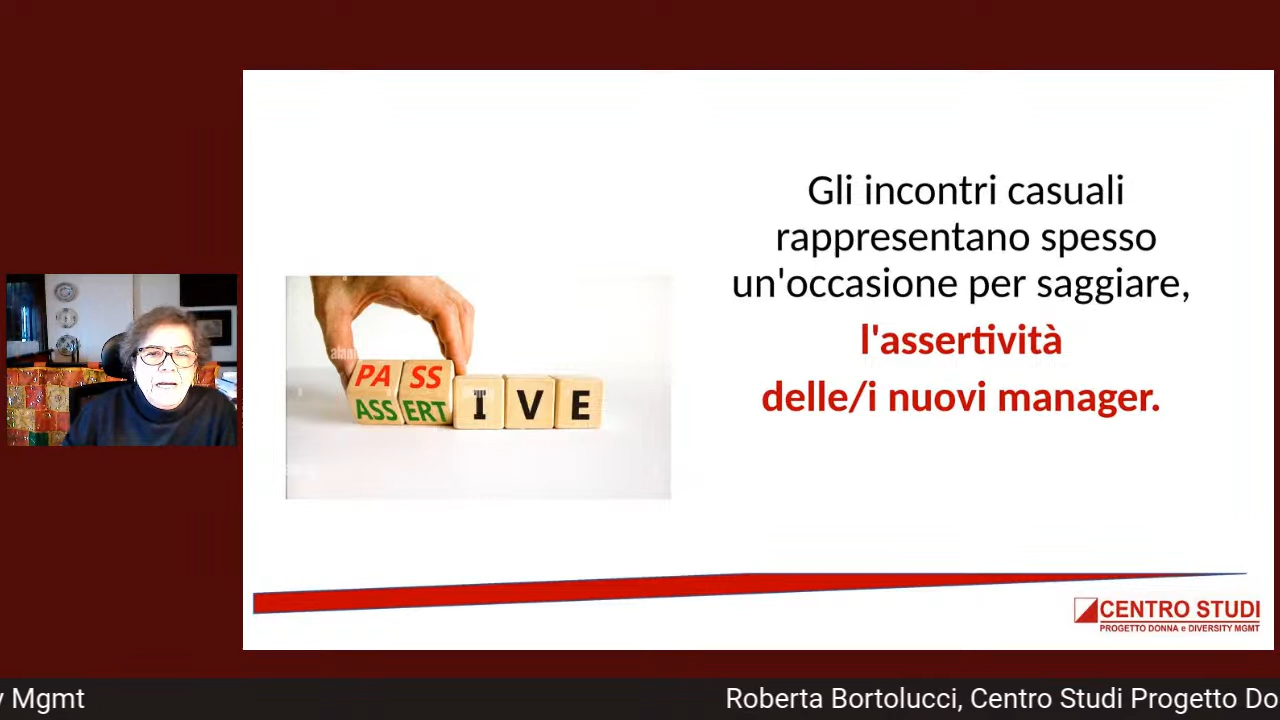 Gli incontri casuali
rappresentano spesso
un'occasione per saggiare,
l'assertività
delle/i nuovi manager.
PA SS
ASS ERT I V E
CENTRO STUDI
PROGETTO DONNA e DIVERSITY MGMT
y Mgmt
Roberta Bortolucci, Centro Studi Progetto Do